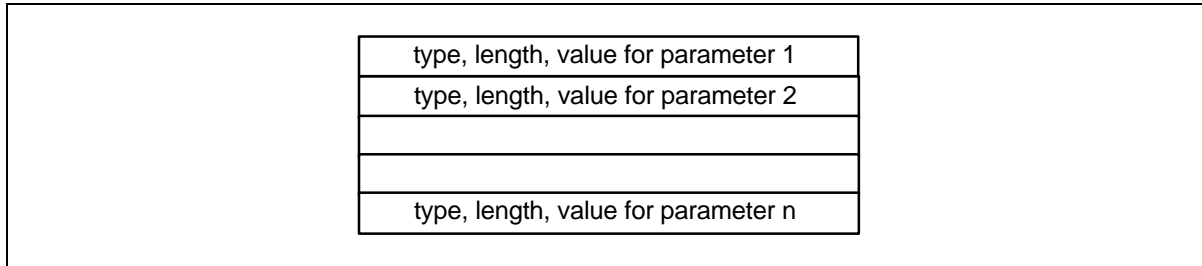 type, length, value for parameter 1
type, length, value for parameter 2
type, length, value for parameter n